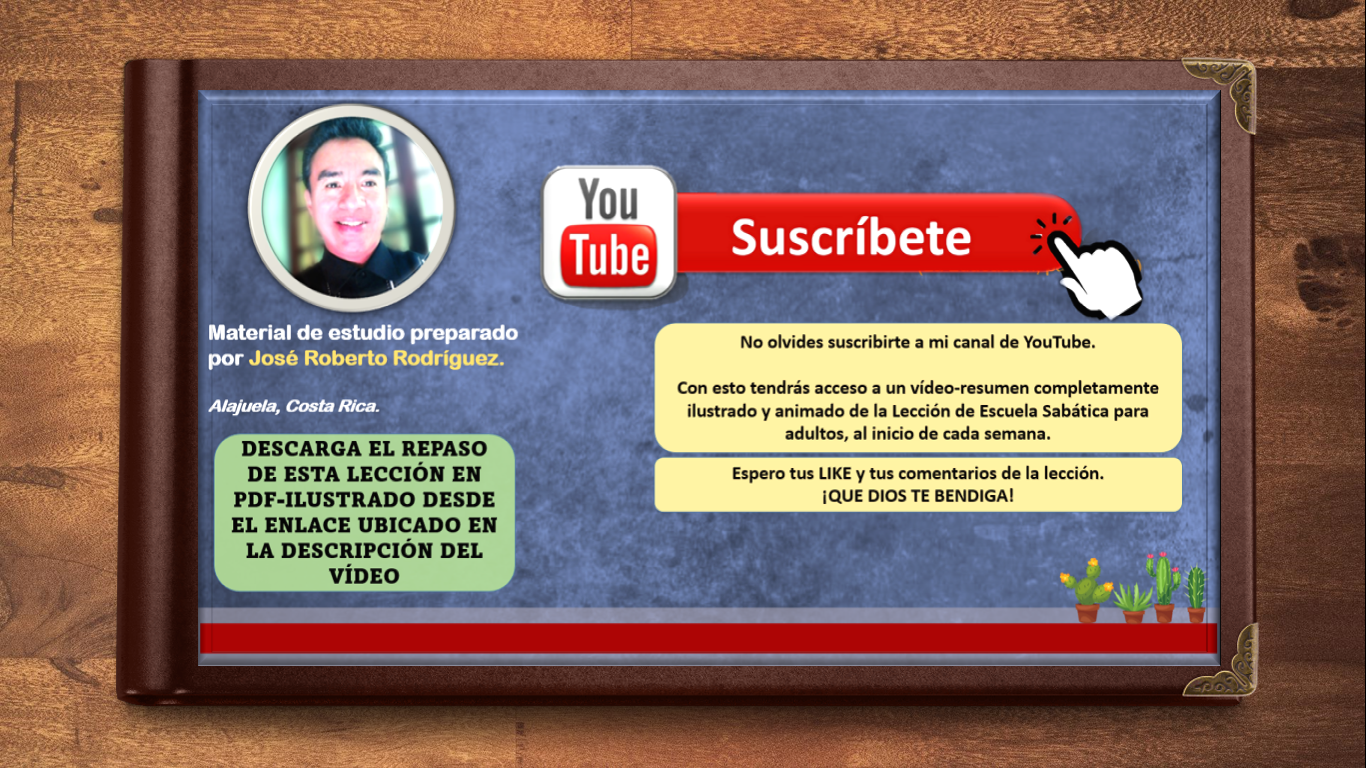 You
Tube
Suscríbete
Material de estudio preparado
por José Roberto Rodríguez.
Alajuela, Costa Rica.
DESCARGA EL REPASO
DE ESTA LECCIÓN EN
PDF-ILUSTRADO DESDE
EL ENLACE UBICADO EN
LA DESCRIPCIÓN DEL
VÍDEO
No olvides suscribirte a mi canal de YouTube.
Con esto tendrás acceso a un vídeo-resumen completamente
ilustrado y animado de la Lección de Escuela Sabática para
adultos, al inicio de cada semana.
Espero tus LIKE y tus comentarios de la lección.
¡QUE DIOS TE BENDIGA!